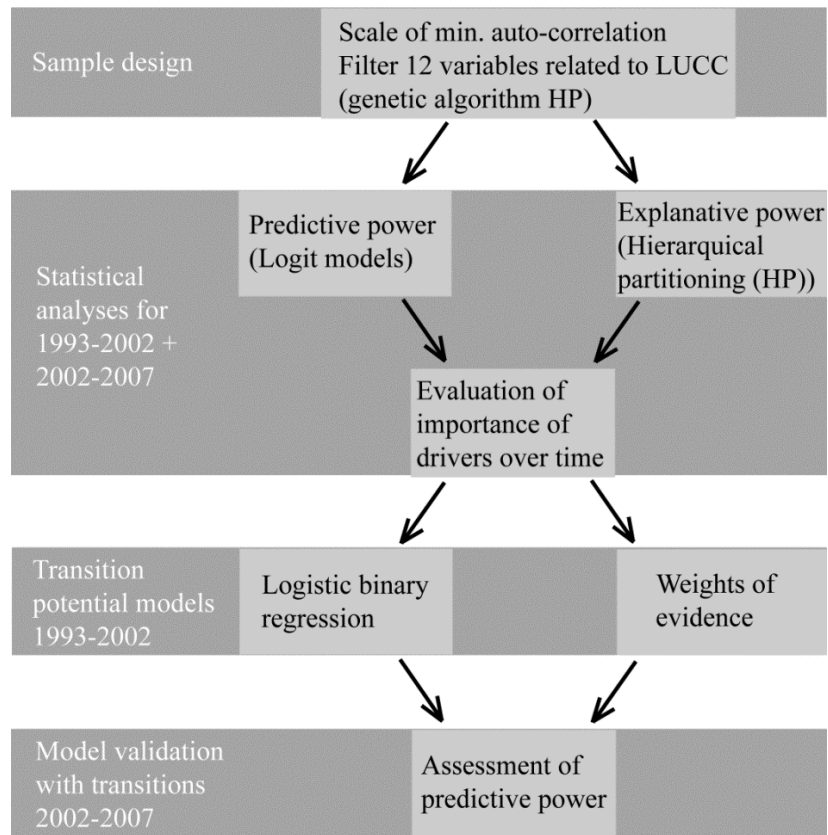 Sample design
Scale of min. auto-correlation
Filter 12 variables related to LUCC
(genetic algorithm HP)
Statistical
analyses for
1993-2002 +
2002-2007
Predictive power
(Logit models)
Explanative power
(Hierarquical
partitioning (HP))
Evaluation of
importance of
drivers over time
Transition
potential models
1993-2002
Logistic binary
regression
Weights of
evidence
Model validation
with transitions
2002-2007
Assessment of
predictive power